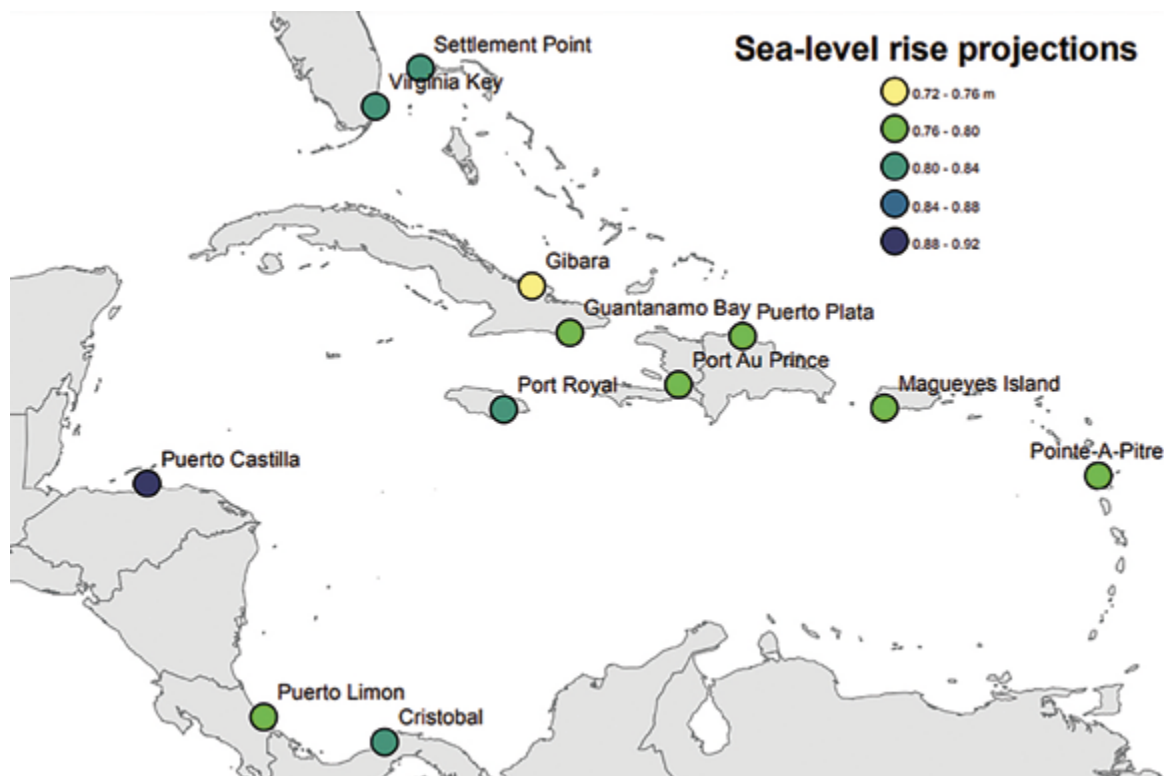 Sea-level rise projections
0.72 - 0.76 m
0.76 - 0.80
0.80 - 0.84
0.84 - 0.88
0.88 - 0.92
Settlement Point
Virginia Key
Gibara
Guantanamo Bay
Puerto Plata
Port Au Prince
Port Royal
Magueyes Island
Pointe-A-Pitre
Puerto Castilla
Puerto Limon
Cristobal